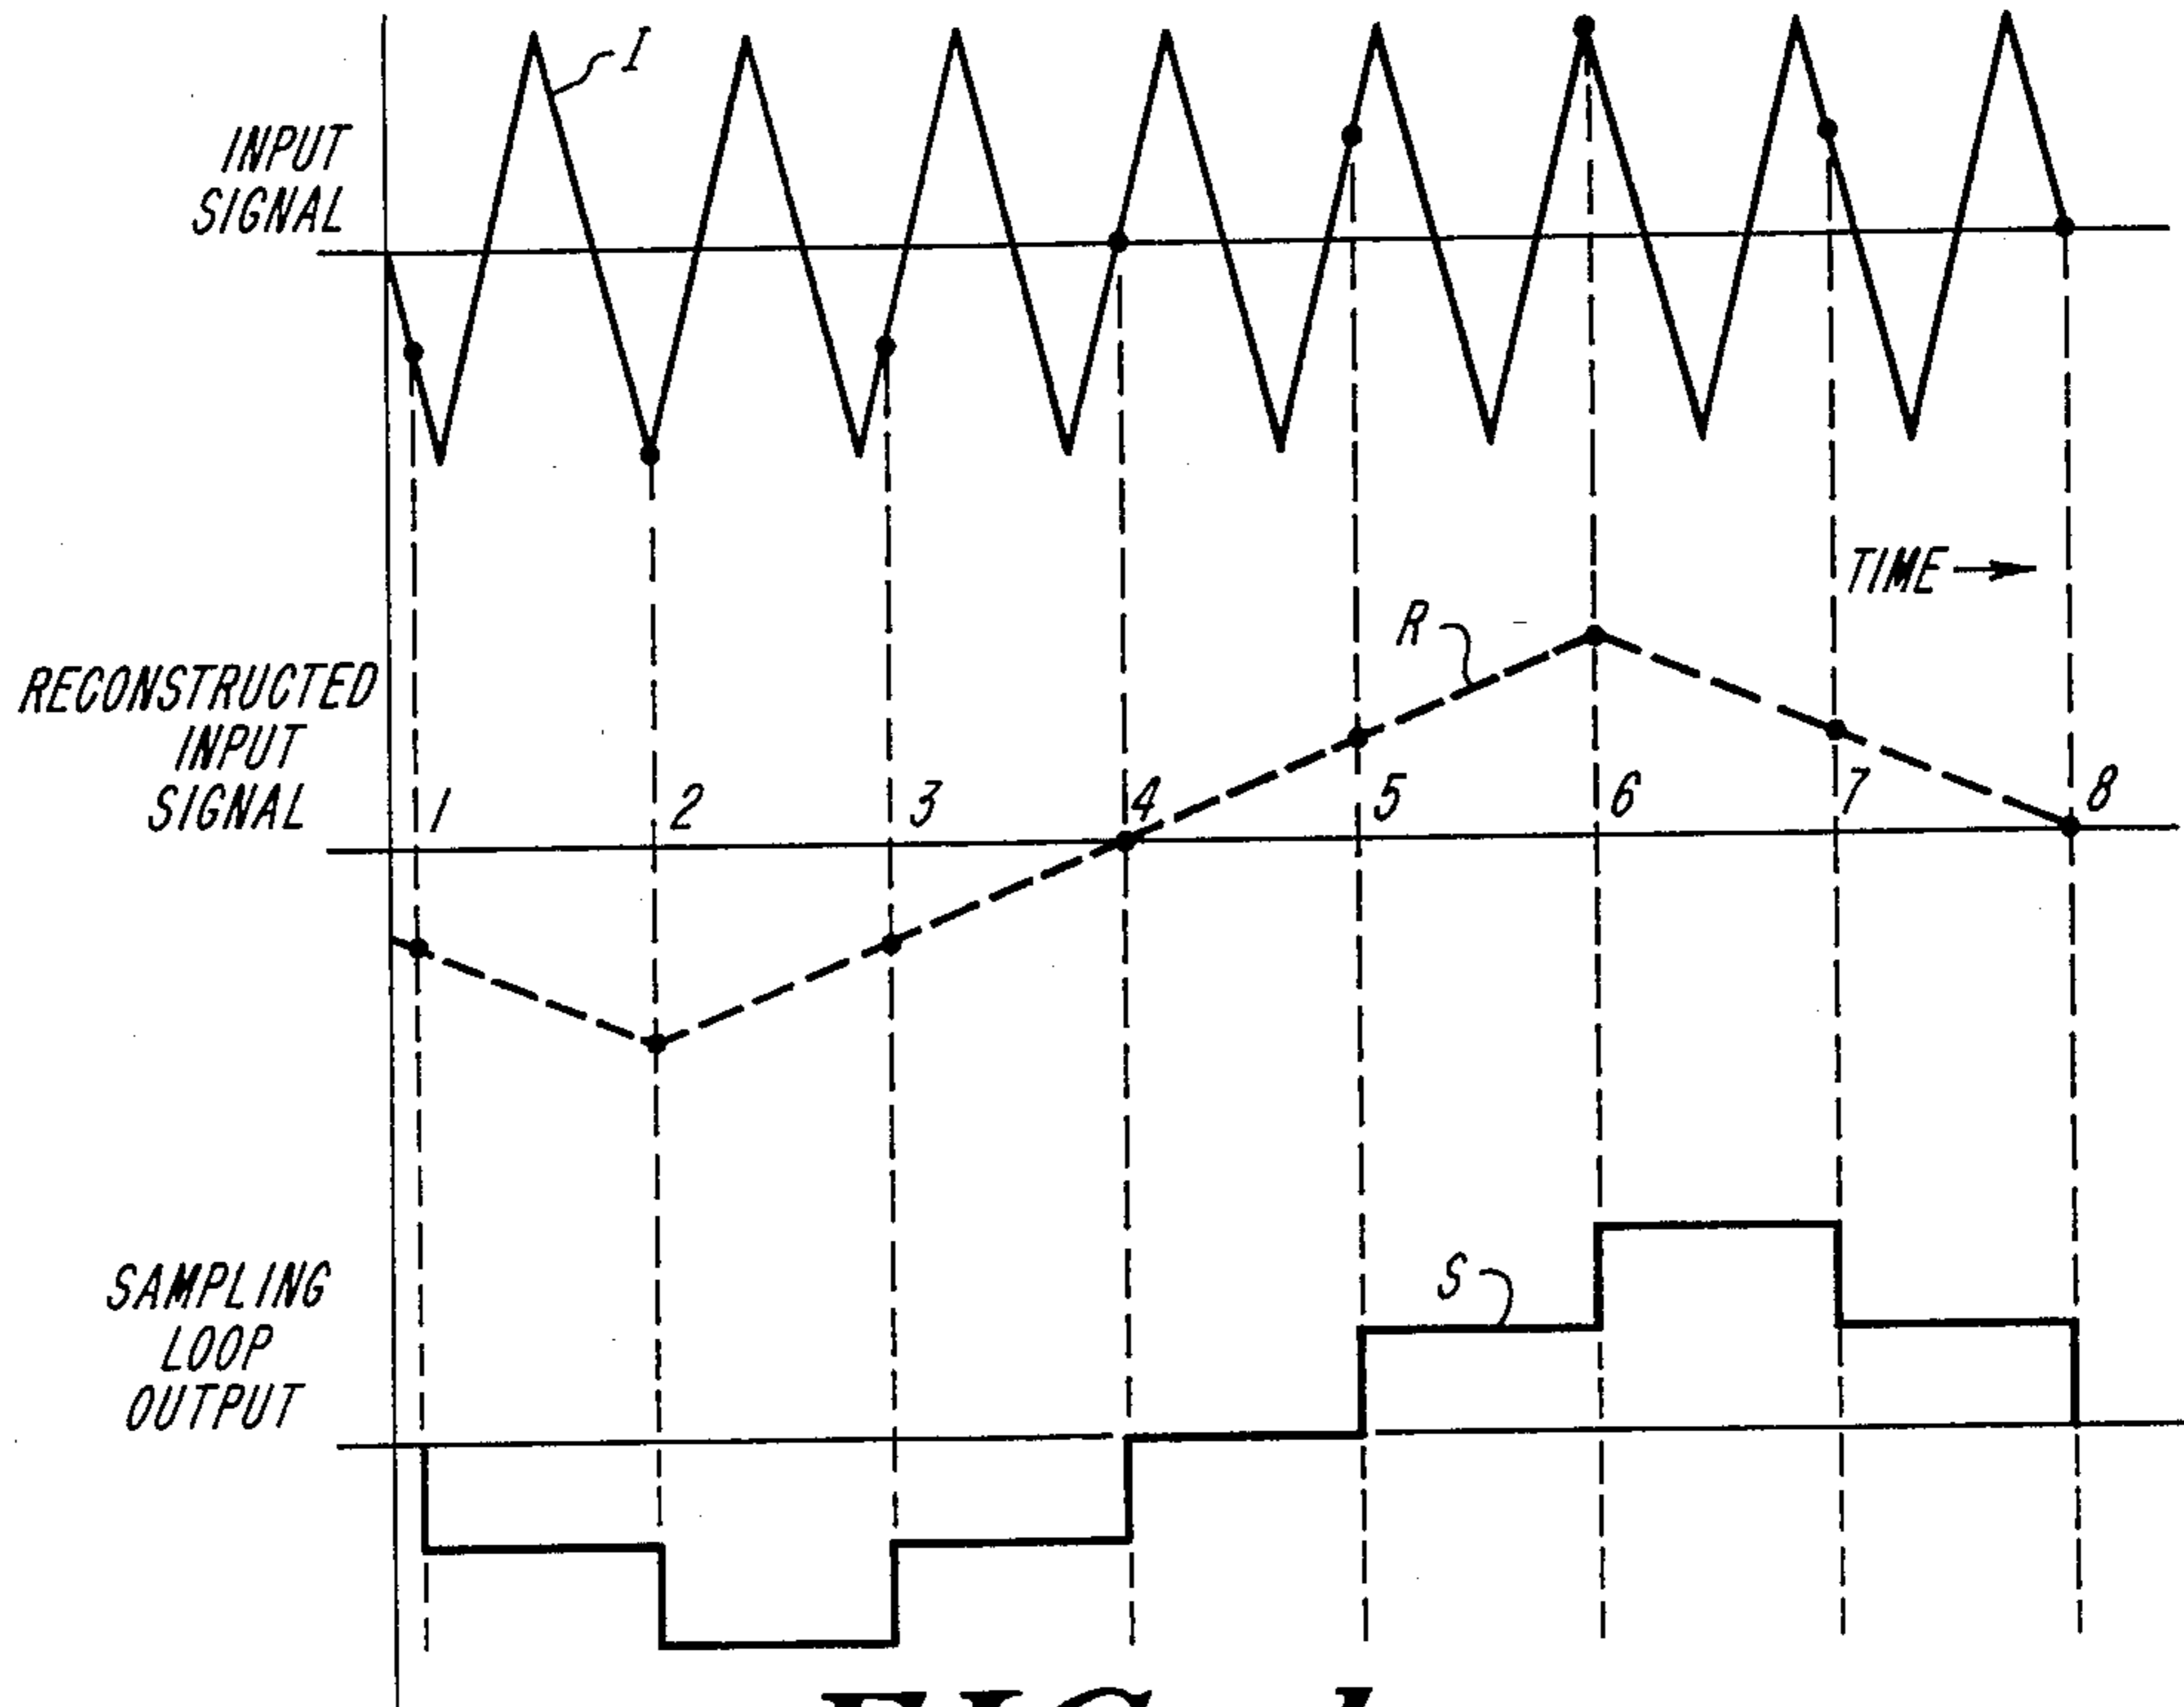 I
INPUT
SIGNAL
TIME
R
RECONSTRUCTED
INPUT
SIGNAL
1 2 3 4 5 6 7 8
S
SAMPLING
LOOP
OUTPUT